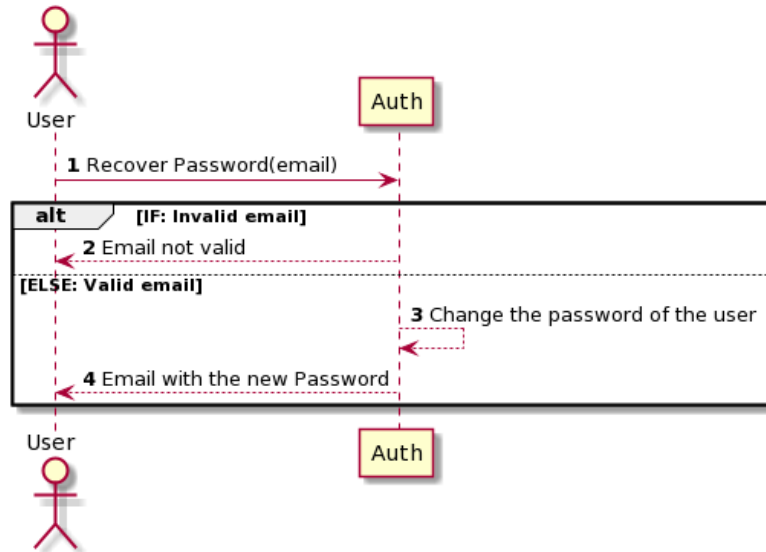 User
Auth
1 Recover Password(email)
alt [IF: Invalid email]
2 Email not valid
[ELSE: Valid email]
3 Change the password of the user
4 Email with the new Password
User
Auth